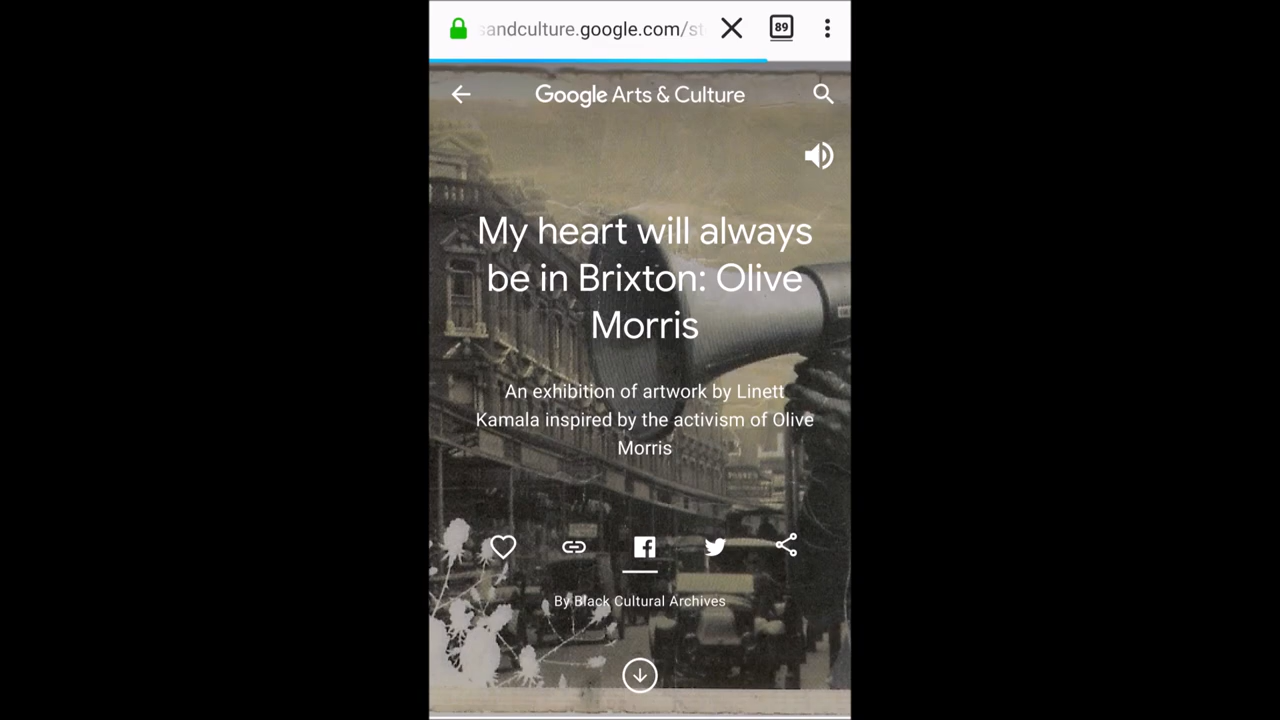 sandculture.google.com/st
89
Google Arts & Culture
My heart will always
be in Brixton: Olive
Morris
An exhibition of artwork by Linett
Kamala inspired by the activism of Olive
Morris
By Black Cultural Archives